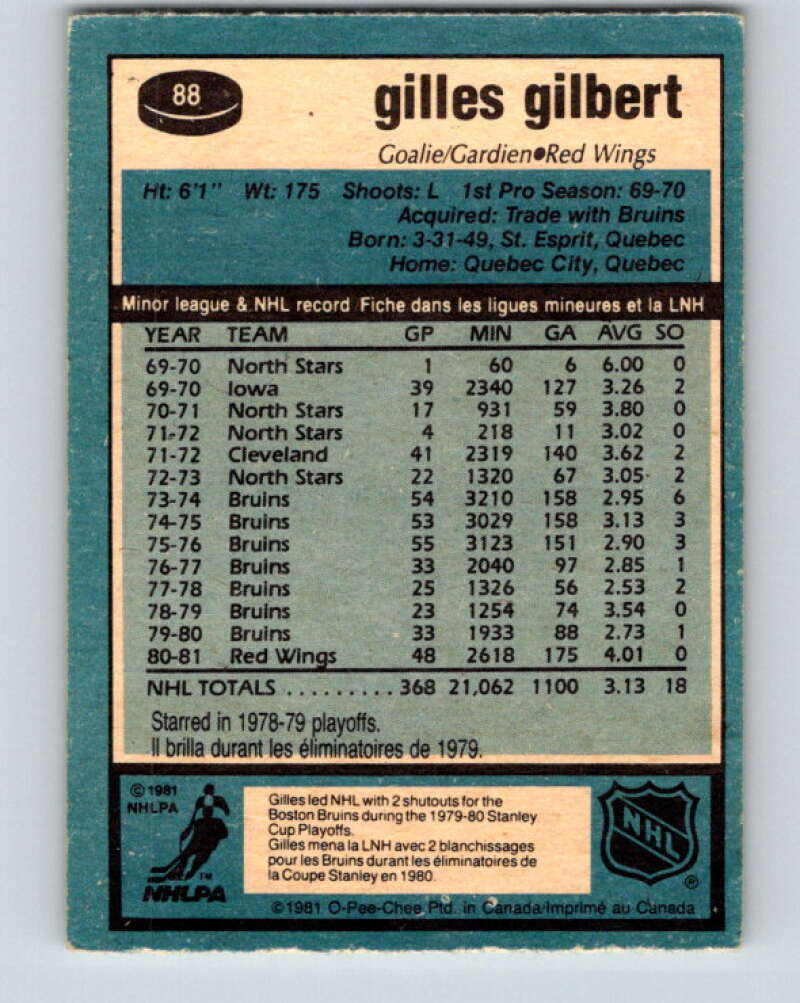 88
gilles gilbert
Goalie/Gardien●Red Wings
Ht: 6'1" Wt: 175 Shoots: L 1st Pro Season: 69-70
Acquired: Trade with Bruins
Born: 3-31-49, St. Esprit, Quebec
Home: Quebec City, Quebec
Minor league & NHL record Fiche dans les ligues mineures et la LNH
YEAR TEAM GP MIN GA AVG SO
69-70 North Stars 1 60 6 6.00 0
69-70 Iowa 39 2340 127 3.26 2
70-71 North Stars 17 931 59 3.80 0
71-72 North Stars 4 218 11 3.02 0
71-72 Cleveland 41 2319 140 3.62 2
72-73 North Stars 22 1320 67 3.05 2
73-74 Bruins 54 3210 158 2.95 6
74-75 Bruins 53 3029 158 3.13 3
75-76 Bruins 55 3123 151 2.90 3
76-77 Bruins 33 2040 97 2.85 1
77-78 Bruins 25 1326 56 2.53 2
78-79 Bruins 23 1254 74 3.54 0
79-80 Bruins 33 1933 88 2.73 1
80-81 Red Wings 48 2618 175 4.01 0
NHL TOTALS ......... 368 21,062 1100 3.13 18
Starred in 1978-79 playoffs.
Il brilla durant les éliminatoires de 1979.
©1981
NHLPA
TM
NHLPA
Gilles led NHL with 2 shutouts for the
Boston Bruins during the 1979-80 Stanley
Cup Playoffs.
Gilles mena la LNH avec 2 blanchissages
pour les Bruins durant les éliminatoires de
la Coupe Stanley en 1980.
NHL
®
©1981 O-Pee-Chee Ptd. in Canada/Imprimé au Canada